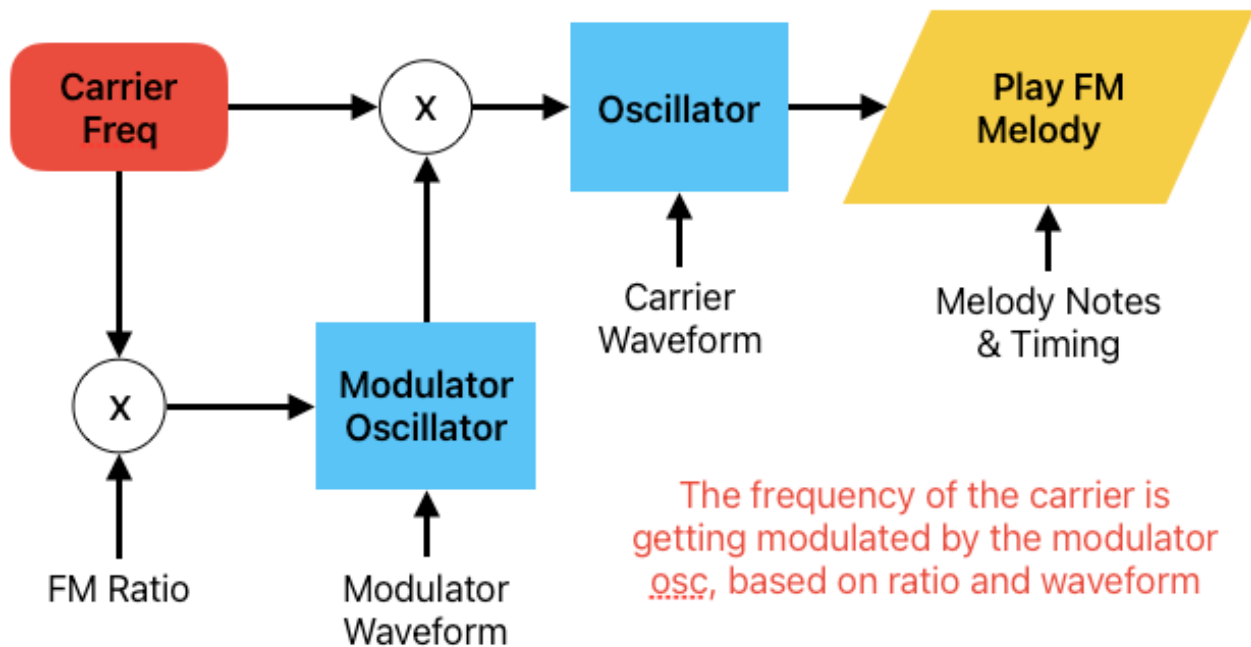 Carrier
Freq
x
Oscillator
Play FM
Melody
Carrier
Waveform
Melody Notes
& Timing
x
Modulator
Oscillator
FM Ratio
Modulator
Waveform
The frequency of the carrier is
getting modulated by the modulator
osc, based on ratio and waveform